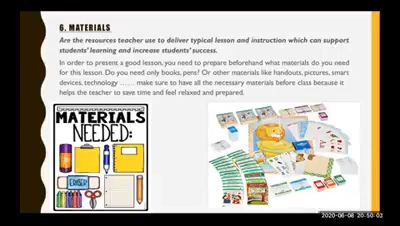 6. MATERIALS
Are the resources teacher use to deliver typical lesson and instruction which can support
students' learning and increase students' success.
In order to present a good lesson, you need to prepare beforehand what materials do you need
for this lesson. Do you need only books, pens? Or other materials like handouts, pictures, smart
devices, technology ....... make sure to have all the necessary materials before class because it
helps the teacher to save time and feel relaxed and prepared.
MATERIALS
NEEDED:
ERASER
2020-06-08 20:50:02